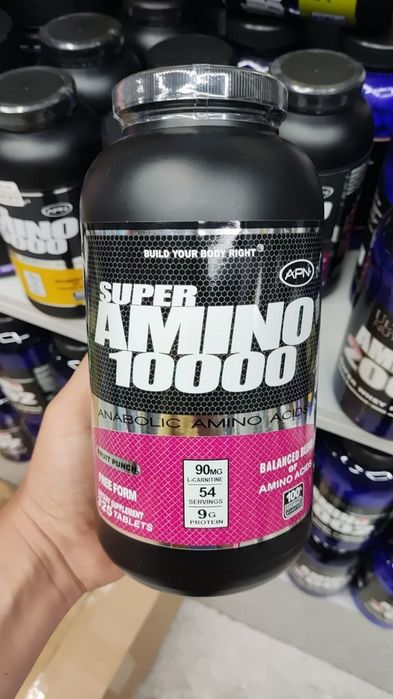 BUILD YOUR BODY RIGHT
APN
SUPER
AMINO
10000
ANABOLIC AMINO ACIDS
FRUIT PUNCH
FREE FORM
DIETARY SUPPLEMENT
325 TABLETS
90MG
L-CARNITINE
54
SERVINGS
9G
PROTEIN
BALANCED BLEND
OF
AMINO ACIDS
100%
APN